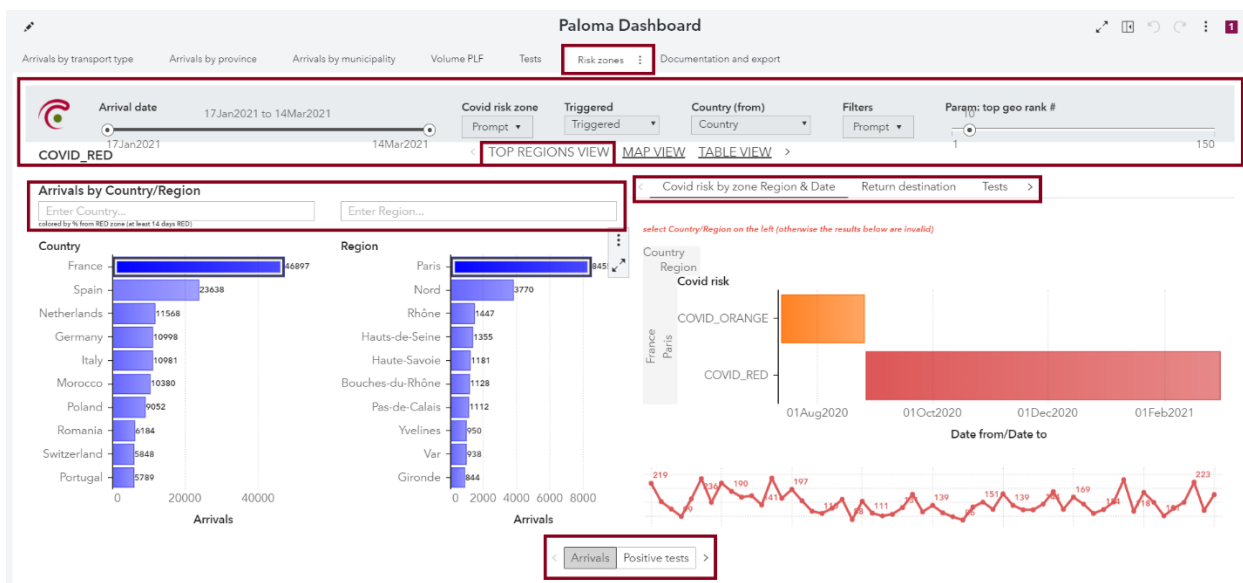 Paloma Dashboard
1
Arrivals by transport type Arrivals by province Arrivals by municipality Volume PLF Tests Risk zones Documentation and export
Arrival date 17Jan2021 to 14Mar2021 Covid risk zone Triggered Country (from) Filters Param: top geo rank #
Prompt Triggered Country Prompt 10
17Jan2021 14Mar2021 1 150
COVID_RED < TOP REGIONS VIEW MAP VIEW TABLE VIEW >
Arrivals by Country/Region
Enter Country... Enter Region...
colored by % from RED zone (at least 14 days RED)
Country
France 46897
Spain 23638
Netherlands 11568
Germany 10998
Italy 10981
Morocco 10380
Poland 9052
Romania 6184
Switzerland 5848
Portugal 5789
0 20000 40000
Arrivals
Region
Paris 845
Nord 3770
Rhône 1447
Hauts-de-Seine 1355
Haute-Savoie 1181
Bouches-du-Rhône 1128
Pas-de-Calais 1112
Yvelines 950
Var 938
Gironde 844
0 2000 4000 6000 8000
Arrivals
< Covid risk by zone Region & Date Return destination Tests >
select Country/Region on the left (otherwise the results below are invalid)
Country
Region
Covid risk
France
Paris
COVID_ORANGE
COVID_RED
01Aug2020 01Oct2020 01Dec2020 01Feb2021
Date from/Date to
219 236 190 141 197 111 139 151 139 169 223
< Arrivals Positive tests >